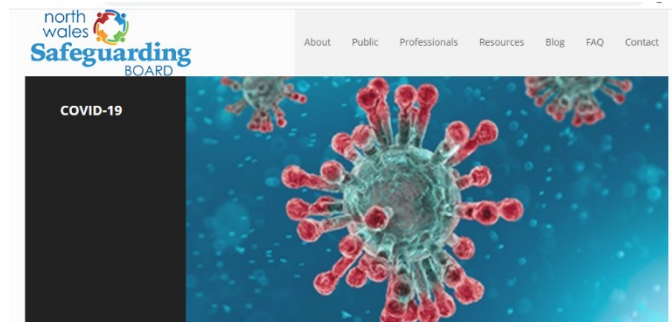 north
wales
Safeguarding
BOARD
About Public Professionals Resources Blog FAQ Contact
COVID-19